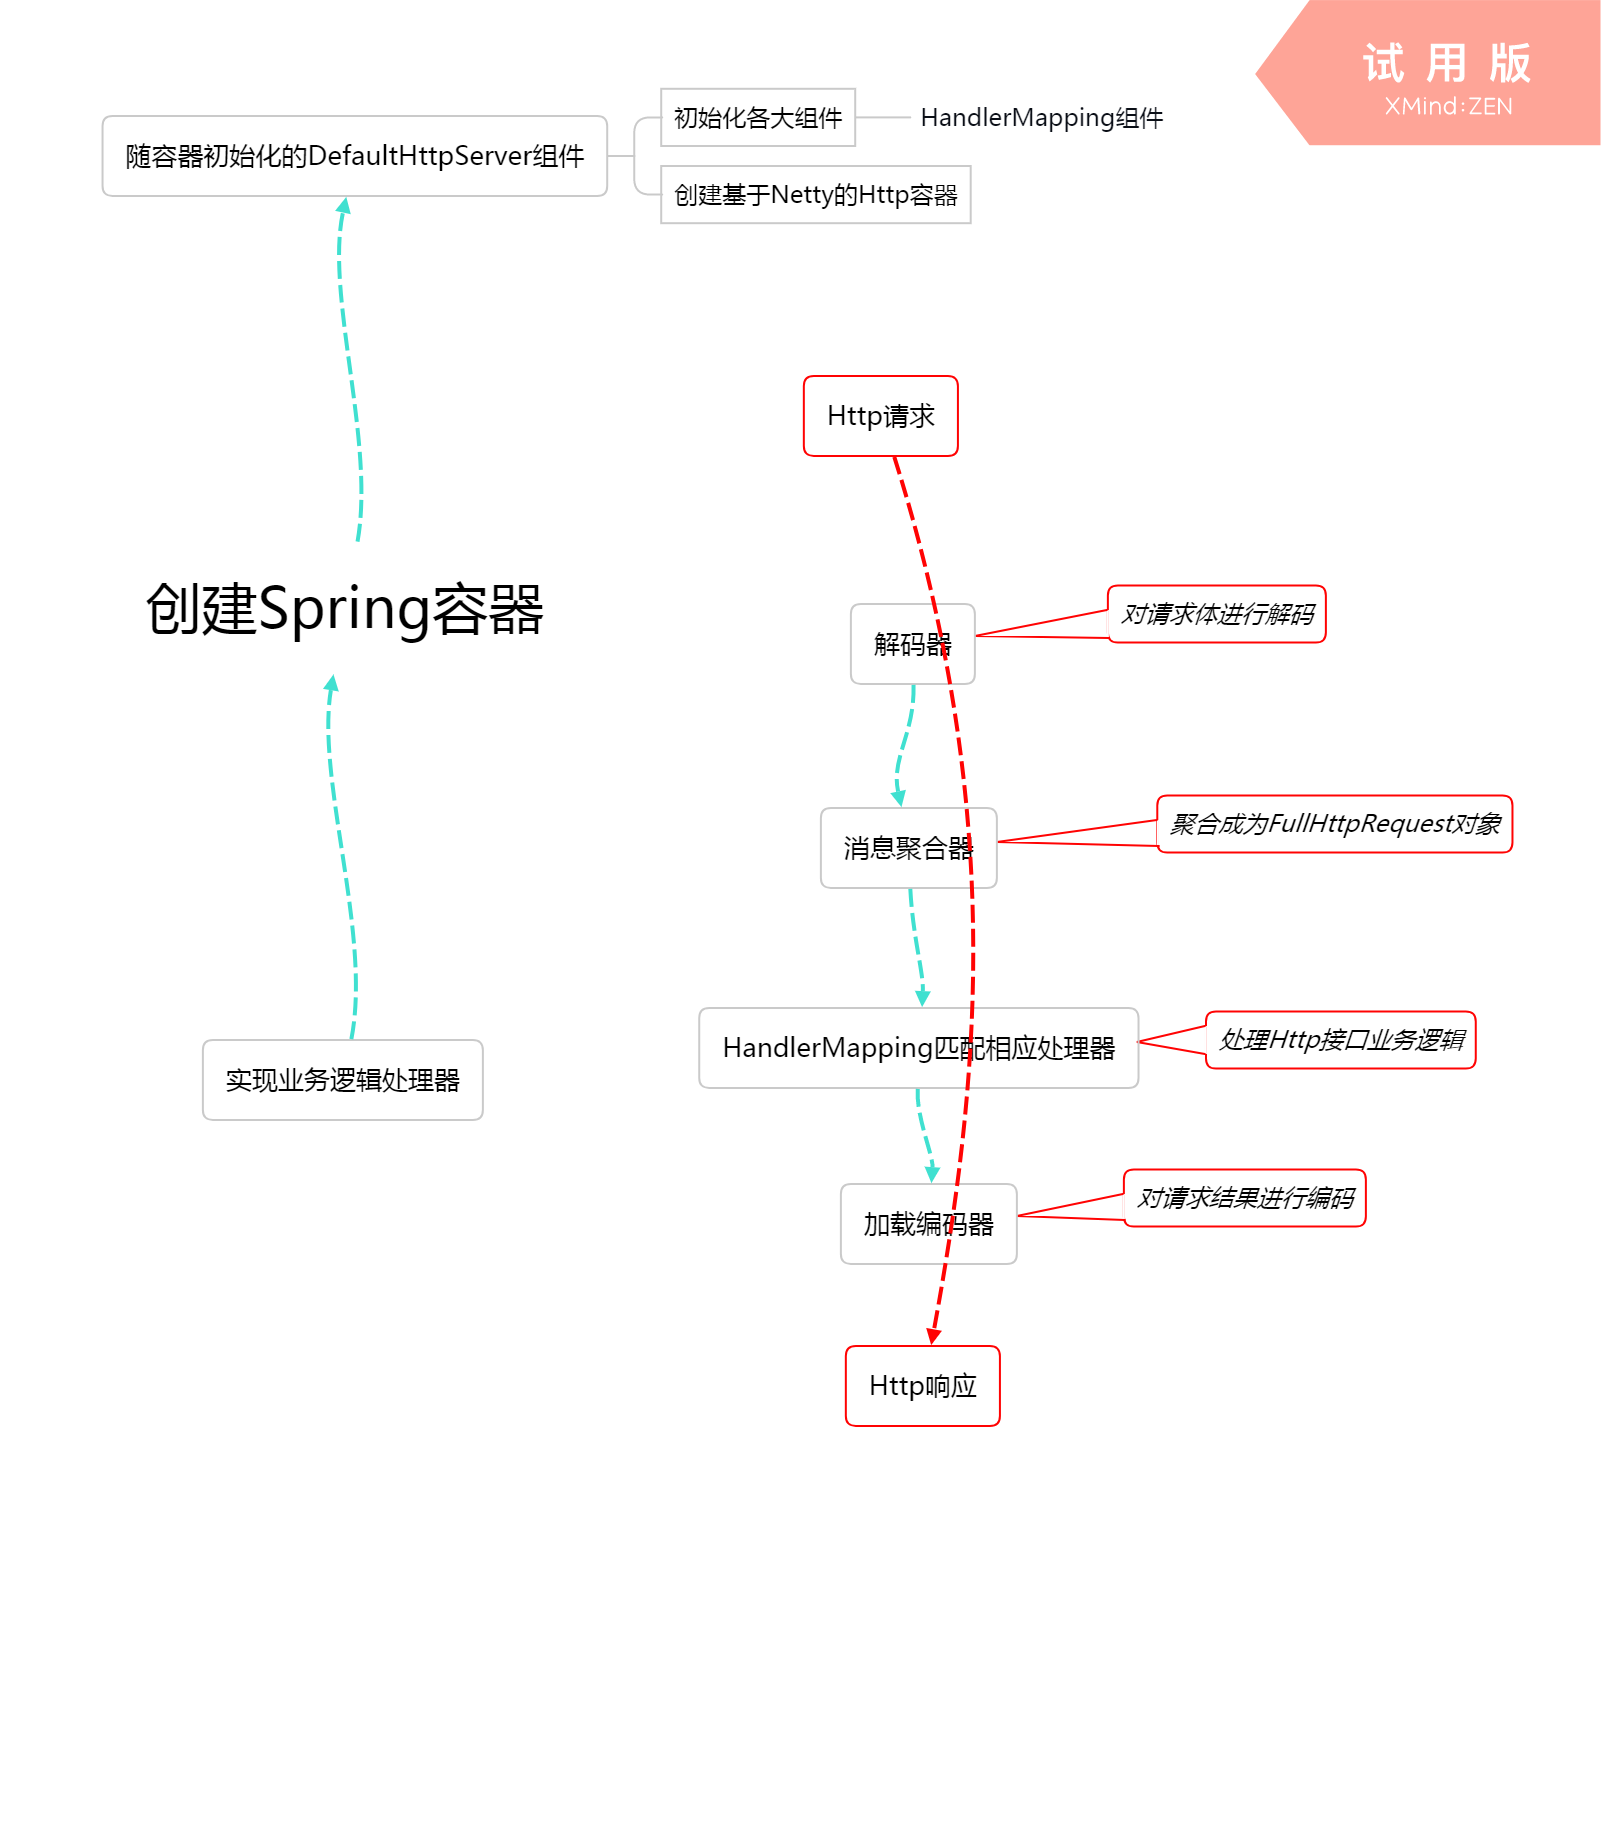 试用版
XMind:ZEN
随容器初始化的DefaultHttpServer组件
初始化各大组件
HandlerMapping组件
创建基于Netty的Http容器
创建Spring容器
实现业务逻辑处理器
Http请求
解码器
对请求体进行解码
消息聚合器
聚合成为FullHttpRequest对象
HandlerMapping匹配相应处理器
处理Http接口业务逻辑
加载编码器
对请求结果进行编码
Http响应